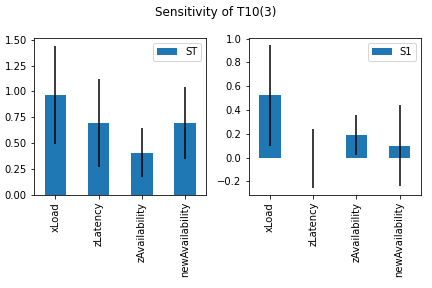 Sensitivity of T10(3)
ST
1.50
1.25
1.00
0.75
0.50
0.25
0.00
xLoad
zLatency
zAvailability
newAvailability
S1
1.0
0.8
0.6
0.4
0.2
0.0
−0.2
xLoad
zLatency
zAvailability
newAvailability